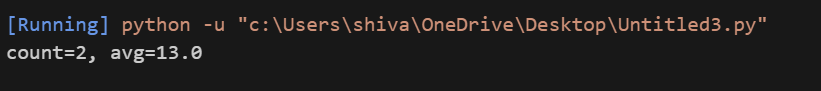 [Running] python -u "c:\Users\shiva\OneDrive\Desktop\Untitled3.py"
count=2, avg=13.0